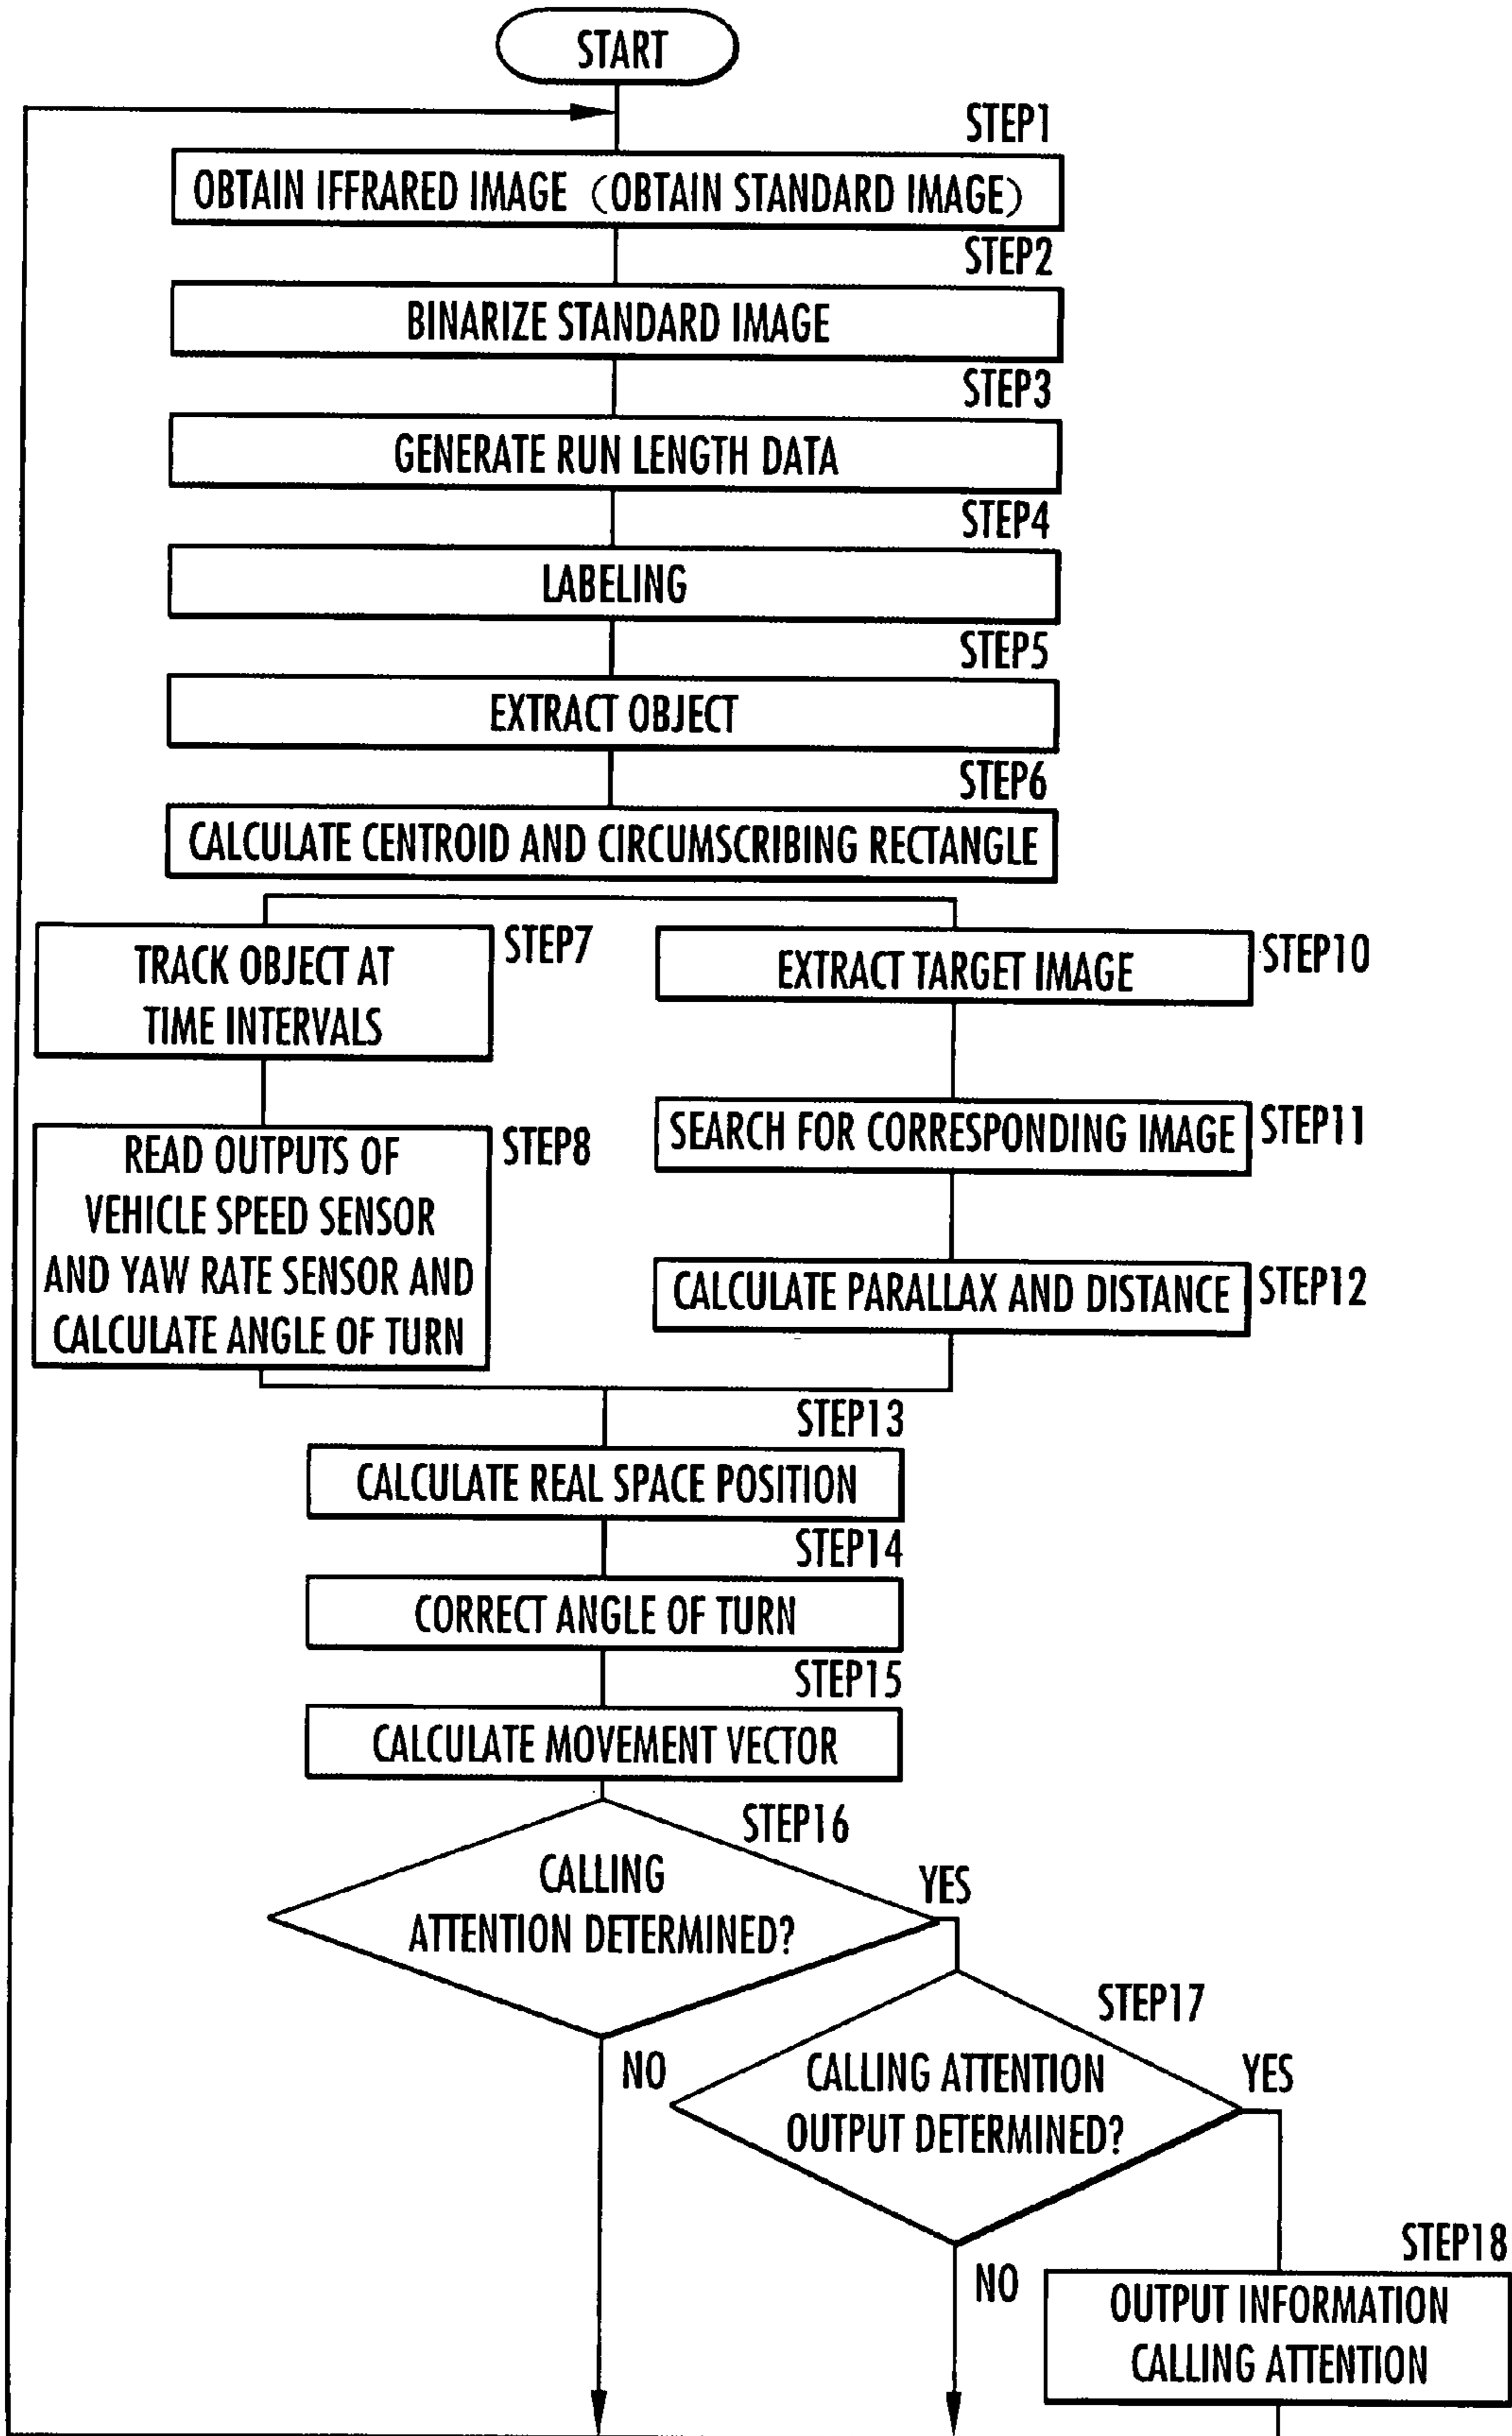 START
STEP1
OBTAIN IFFRARED IMAGE (OBTAIN STANDARD IMAGE)
STEP2
BINARIZE STANDARD IMAGE
STEP3
GENERATE RUN LENGTH DATA
STEP4
LABELING
STEP5
EXTRACT OBJECT
STEP6
CALCULATE CENTROID AND CIRCUMSCRIBING RECTANGLE
STEP7
TRACK OBJECT AT
TIME INTERVALS
STEP8
READ OUTPUTS OF
VEHICLE SPEED SENSOR
AND YAW RATE SENSOR AND
CALCULATE ANGLE OF TURN
STEP10
EXTRACT TARGET IMAGE
STEP11
SEARCH FOR CORRESPONDING IMAGE
STEP12
CALCULATE PARALLAX AND DISTANCE
STEP13
CALCULATE REAL SPACE POSITION
STEP14
CORRECT ANGLE OF TURN
STEP15
CALCULATE MOVEMENT VECTOR
STEP16
CALLING
ATTENTION DETERMINED?
YES
NO
STEP17
CALLING ATTENTION
OUTPUT DETERMINED?
YES
NO
STEP18
OUTPUT INFORMATION
CALLING ATTENTION